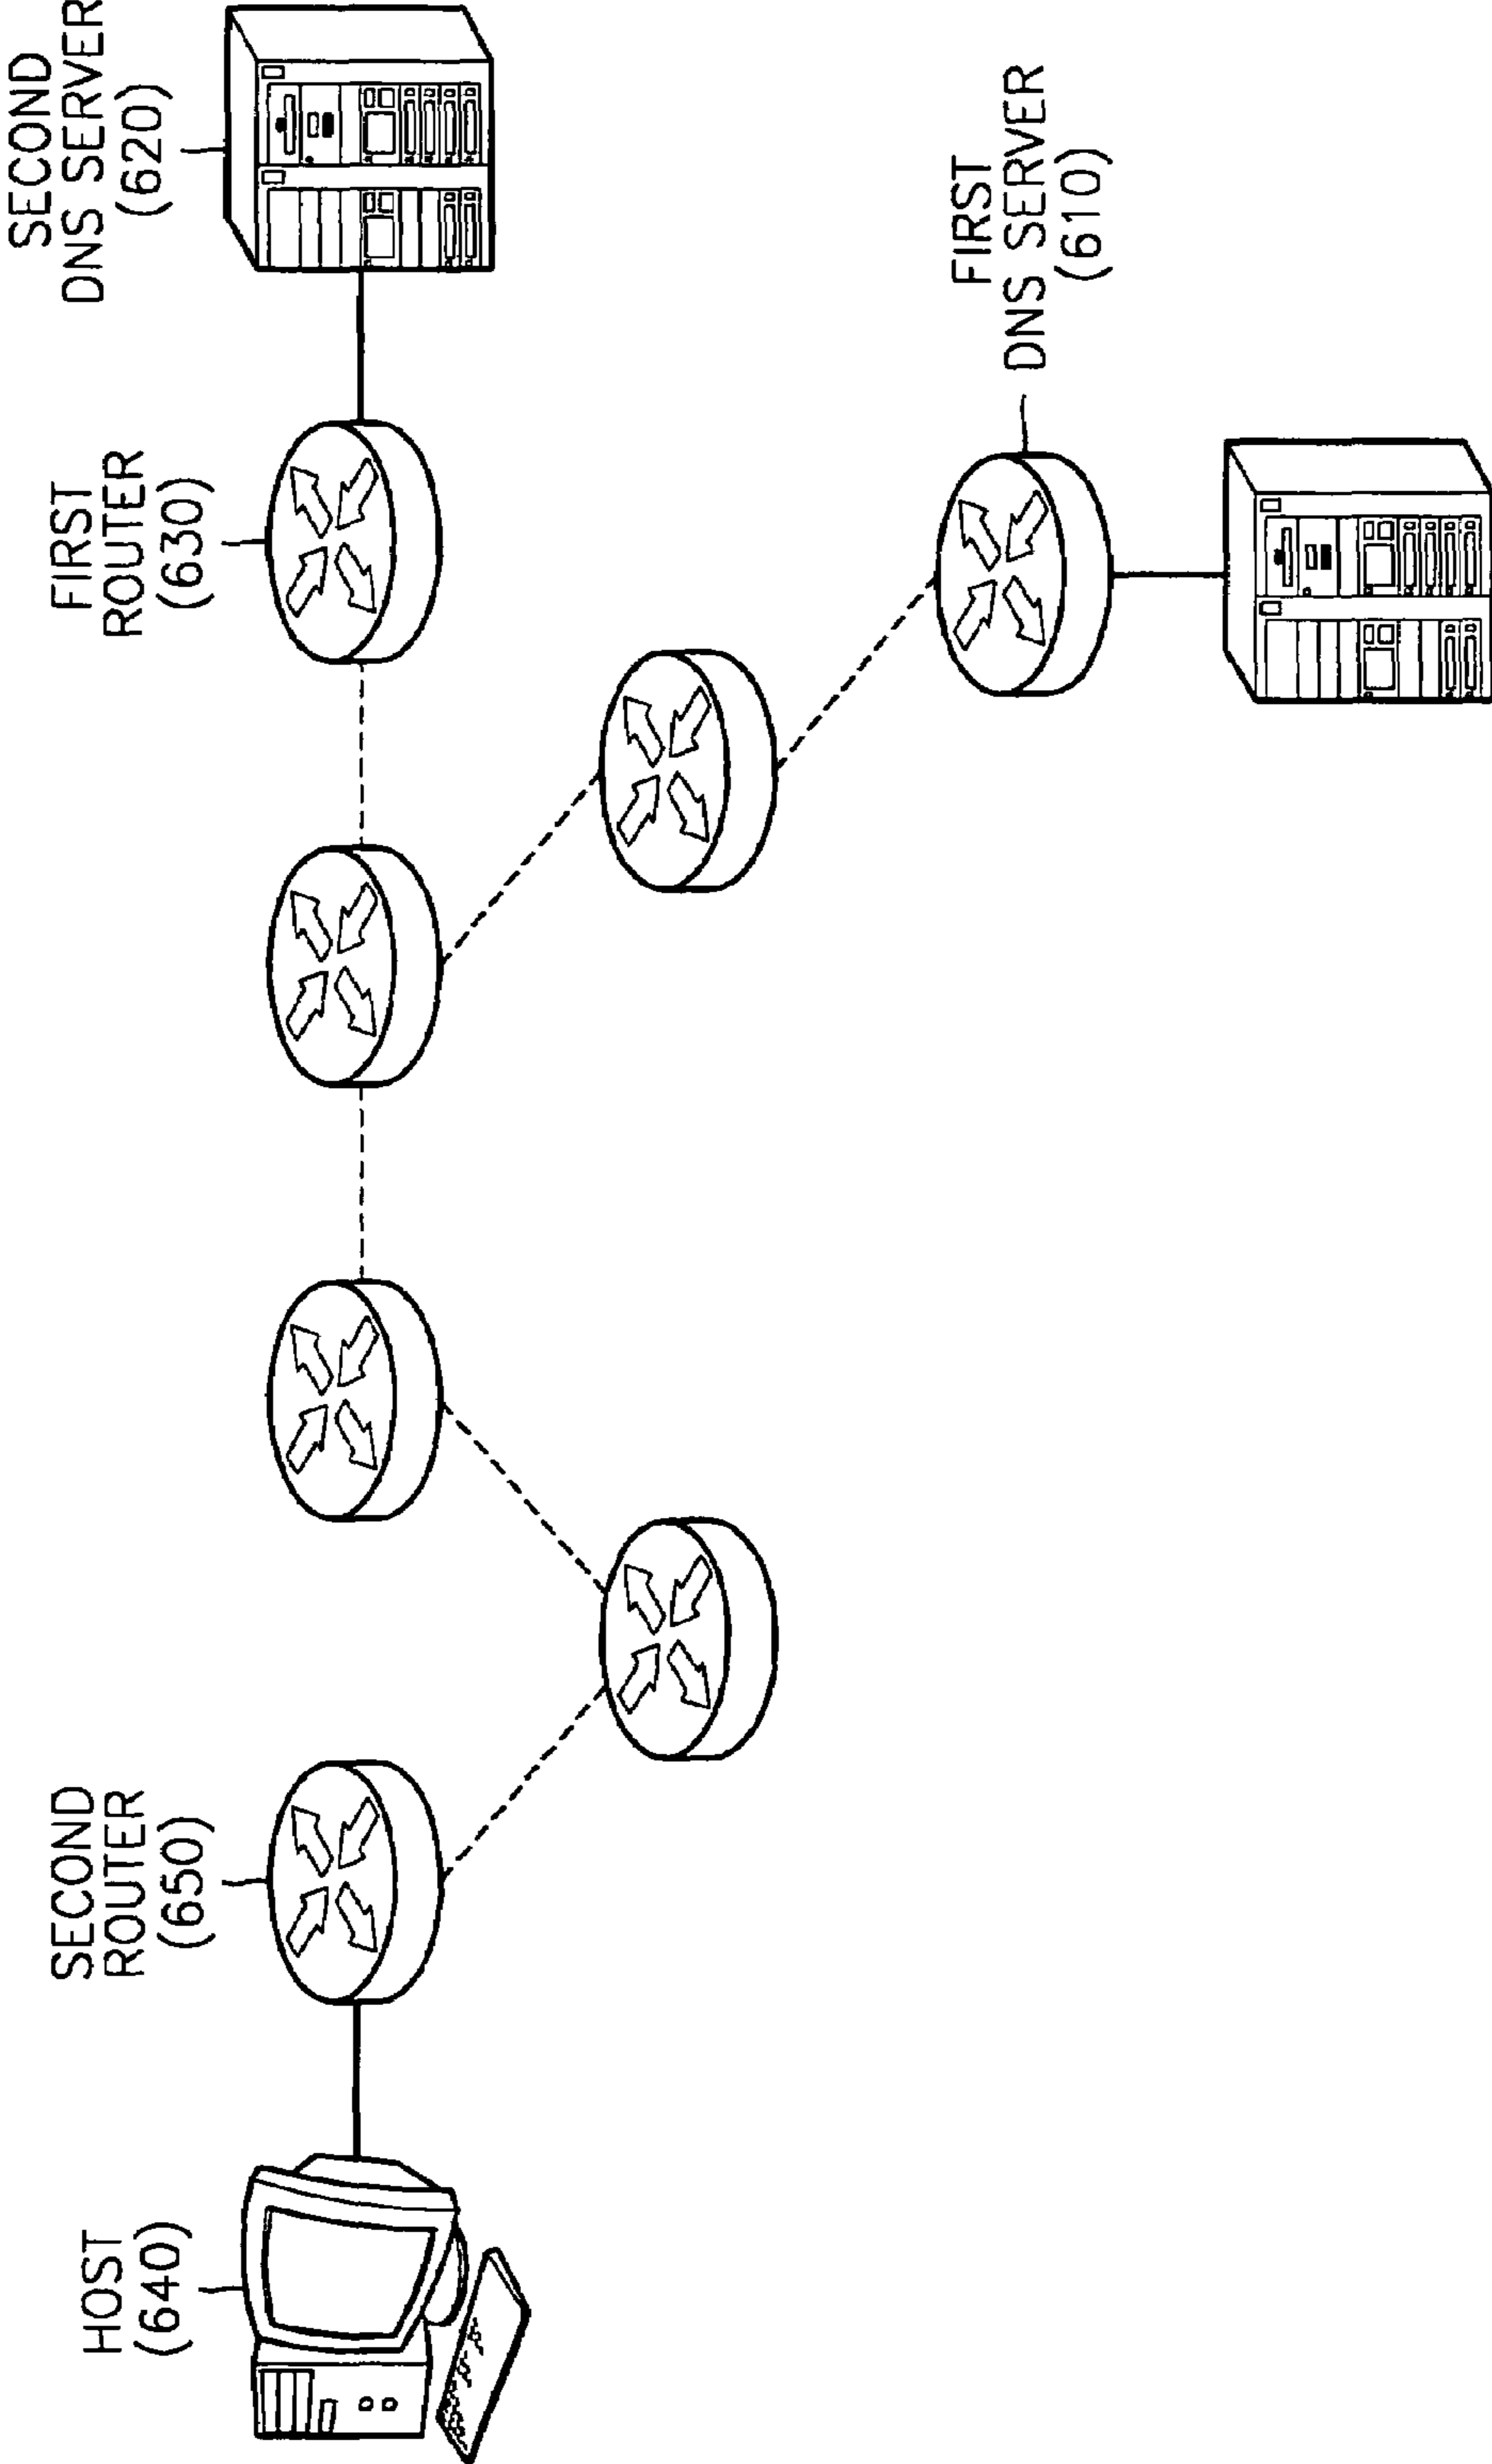 HOST
(640)
SECOND
ROUTER
(650)
FIRST
ROUTER
(630)
SECOND
DNS SERVER
(620)
FIRST
DNS SERVER
(610)